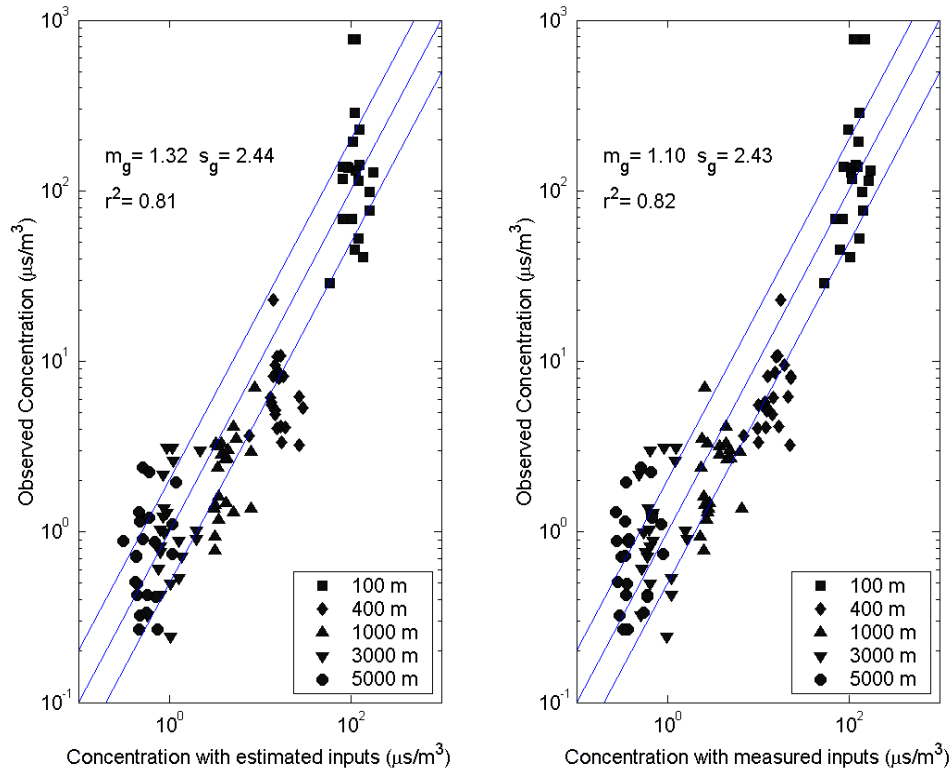 10^3
10^2
10^1
10^0
10^-1
10^0
10^2
Observed Concentration (μs/m^3)
Concentration with estimated inputs (μs/m^3)
m_g= 1.32 s_g= 2.44
r^2= 0.81
100 m
400 m
1000 m
3000 m
5000 m
10^3
10^2
10^1
10^0
10^-1
10^0
10^2
Observed Concentration (μs/m^3)
Concentration with measured inputs (μs/m^3)
m_g= 1.10 s_g= 2.43
r^2= 0.82
100 m
400 m
1000 m
3000 m
5000 m